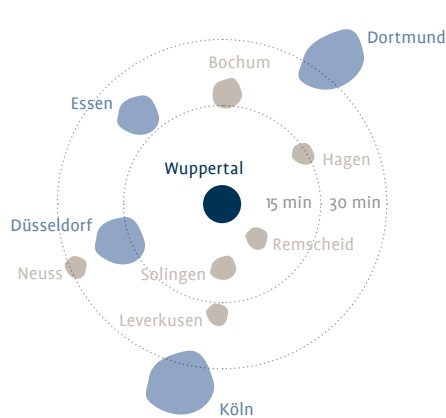 Dortmund
Bochum
Essen
Hagen
Wuppertal
15 min
30 min
Düsseldorf
Remscheid
Neuss
Solingen
Leverkusen
Köln